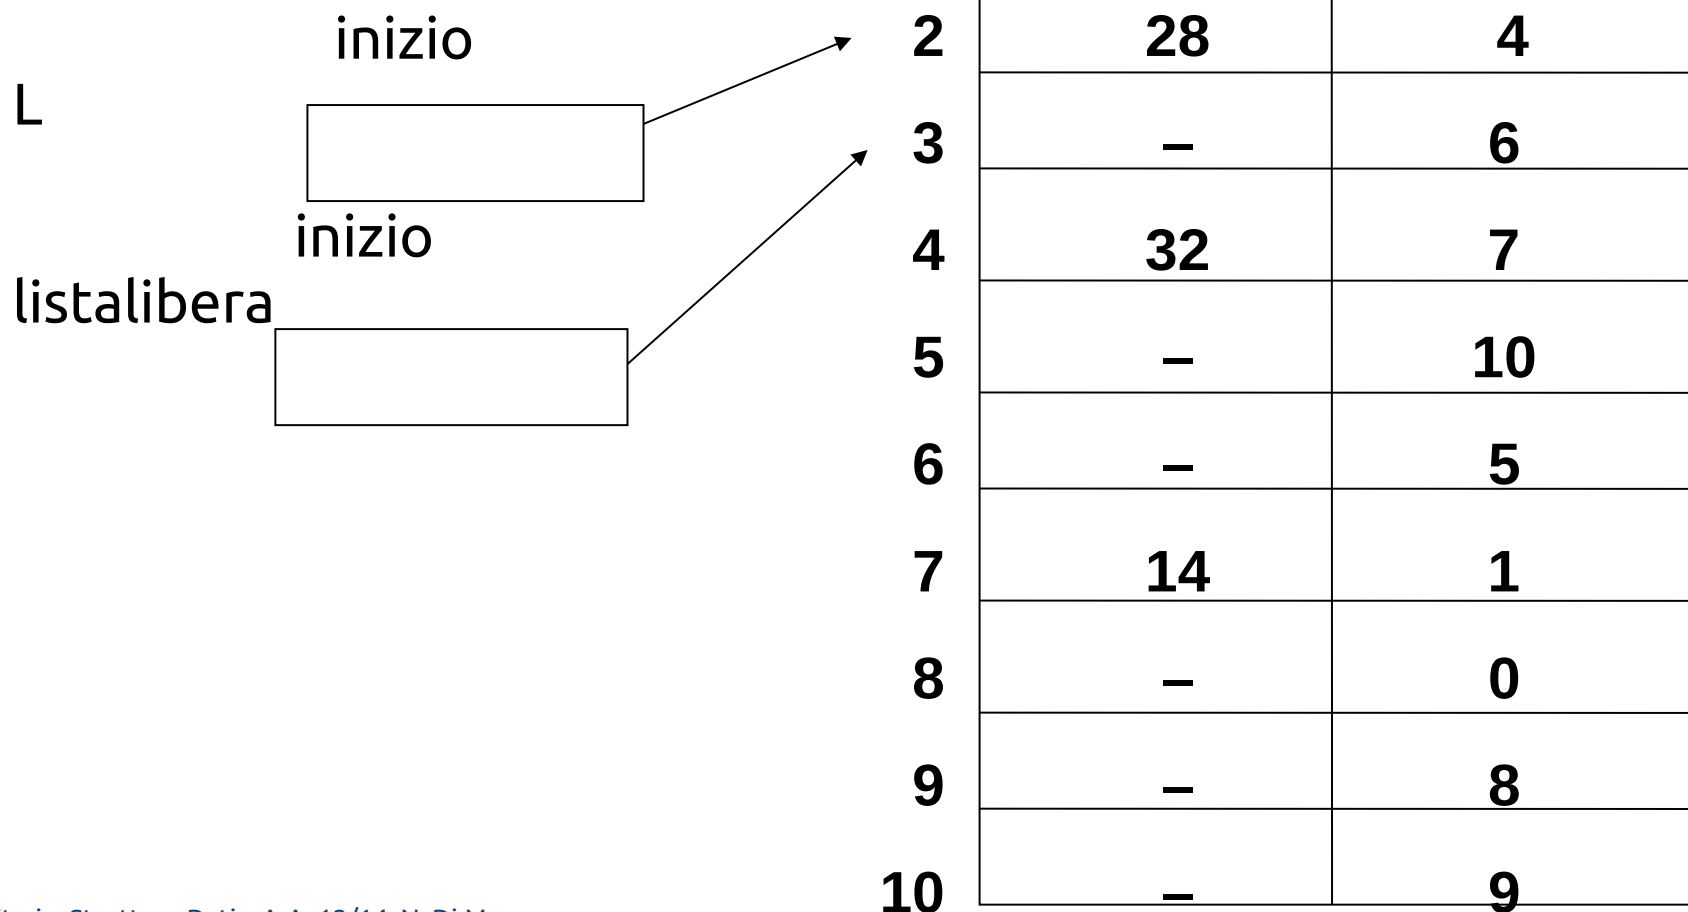 inizio
L
inizio
listalibera
2 28 4
3 – 6
4 32 7
5 – 10
6 – 5
7 14 1
8 – 0
9 – 8
10 – 9